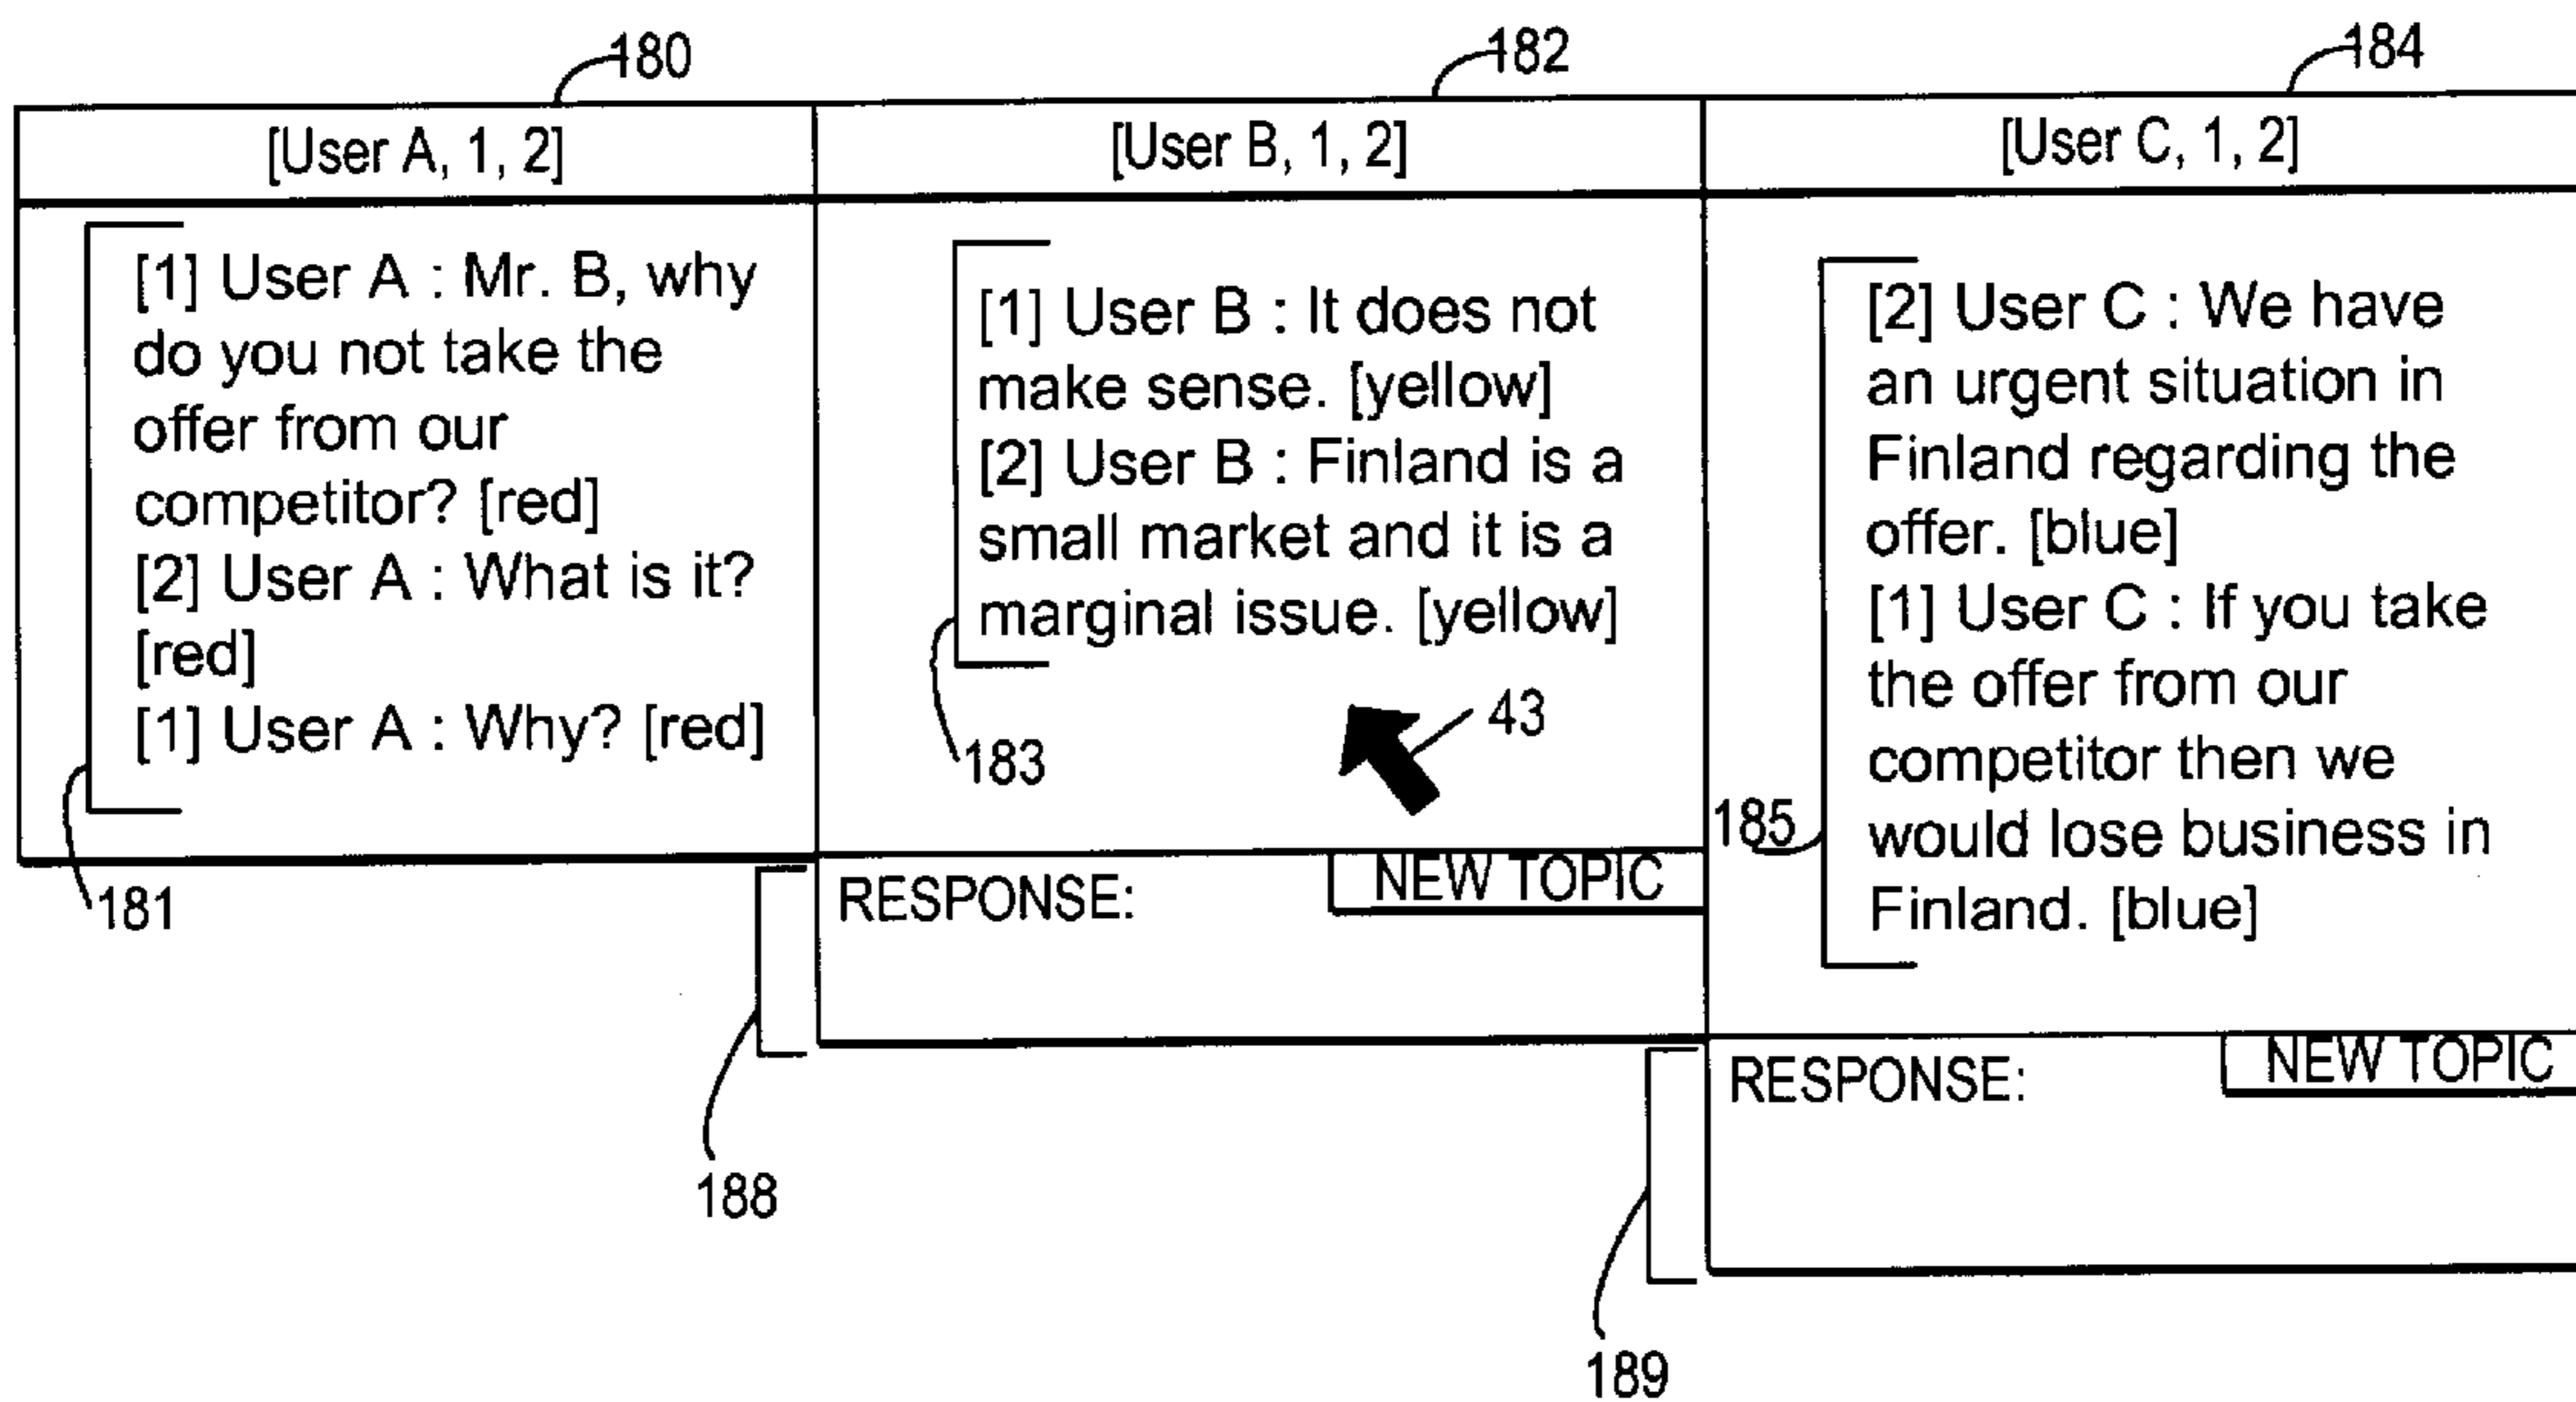 180
182
184
[User A, 1, 2]
[User B, 1, 2]
[User C, 1, 2]
[1] User A : Mr. B, why
do you not take the
offer from our
competitor? [red]
[2] User A : What is it?
[red]
[1] User A : Why? [red]
181
[1] User B : It does not
make sense. [yellow]
[2] User B : Finland is a
small market and it is a
marginal issue. [yellow]
183
43
RESPONSE:
NEW TOPIC
188
[2] User C : We have
an urgent situation in
Finland regarding the
offer. [blue]
[1] User C : If you take
the offer from our
competitor then we
would lose business in
Finland. [blue]
185
RESPONSE:
NEW TOPIC
189